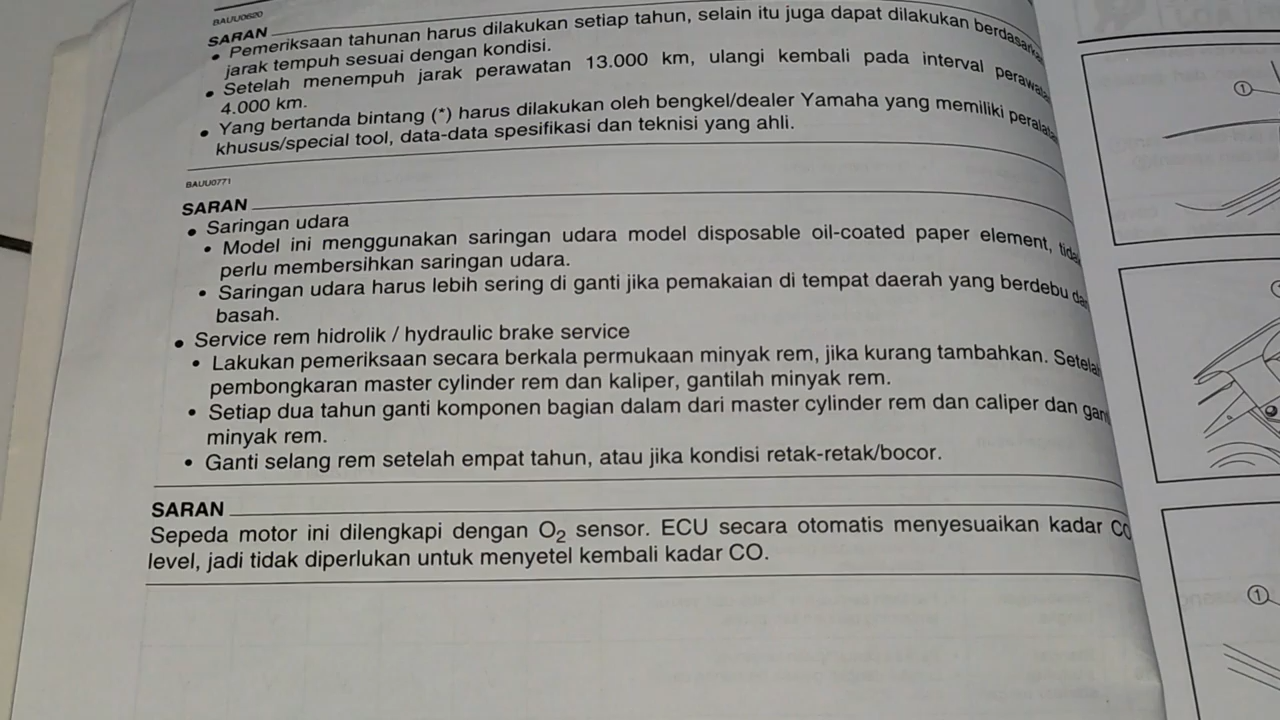 BAUU0620
SARAN
• Pemeriksaan tahunan harus dilakukan setiap tahun, selain itu juga dapat dilakukan berdasarkan
jarak tempuh sesuai dengan kondisi.
• Setelah menempuh jarak perawatan 13.000 km, ulangi kembali pada interval perawatan
4.000 km.
• Yang bertanda bintang (*) harus dilakukan oleh bengkel/dealer Yamaha yang memiliki peralatan
khusus/special tool, data-data spesifikasi dan teknisi yang ahli.
BAUU0771
SARAN
• Saringan udara
• Model ini menggunakan saringan udara model disposable oil-coated paper element, tidak
perlu membersihkan saringan udara.
• Saringan udara harus lebih sering di ganti jika pemakaian di tempat daerah yang berdebu dan
basah.
• Service rem hidrolik / hydraulic brake service
• Lakukan pemeriksaan secara berkala permukaan minyak rem, jika kurang tambahkan. Setelah
pembongkaran master cylinder rem dan kaliper, gantilah minyak rem.
• Setiap dua tahun ganti komponen bagian dalam dari master cylinder rem dan caliper dan ganti
minyak rem.
• Ganti selang rem setelah empat tahun, atau jika kondisi retak-retak/bocor.
SARAN
Sepeda motor ini dilengkapi dengan O₂ sensor. ECU secara otomatis menyesuaikan kadar CO
level, jadi tidak diperlukan untuk menyetel kembali kadar CO.
①
①